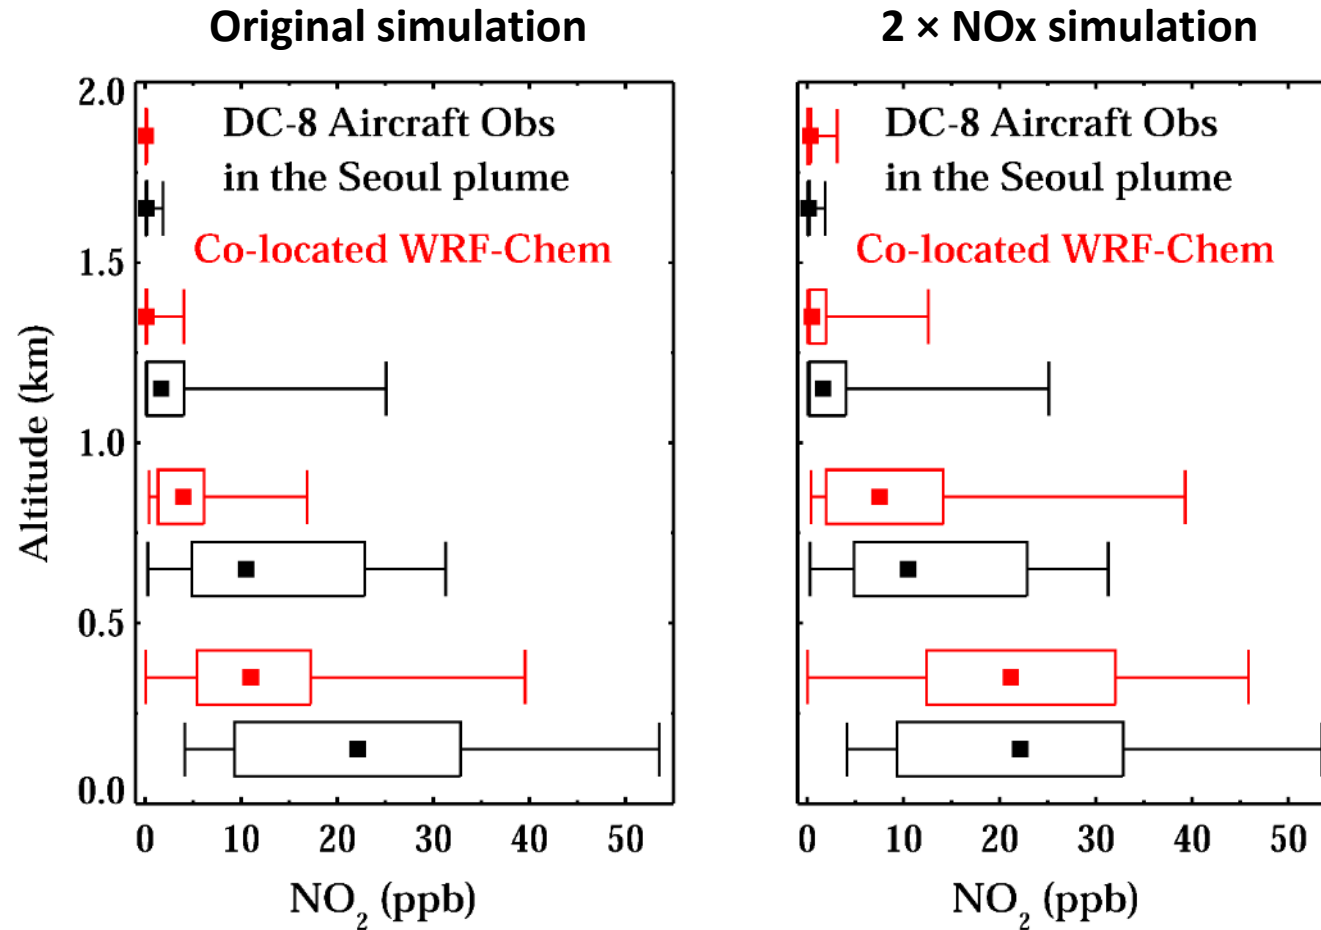 Original simulation
2 × NOx simulation
2.0
1.5
1.0
0.5
0.0
Altitude (km)
DC-8 Aircraft Obs
in the Seoul plume
Co-located WRF-Chem
0 10 20 30 40 50
NO₂ (ppb)
DC-8 Aircraft Obs
in the Seoul plume
Co-located WRF-Chem
0 10 20 30 40 50
NO₂ (ppb)